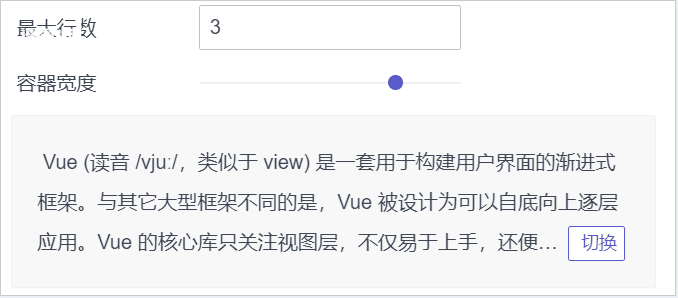 最大行数
3
容器宽度
Vue (读音 /vjuː/，类似于 view) 是一套用于构建用户界面的渐进式
框架。与其它大型框架不同的是，Vue 被设计为可以自底向上逐层
应用。Vue 的核心库只关注视图层，不仅易于上手，还便… 切换